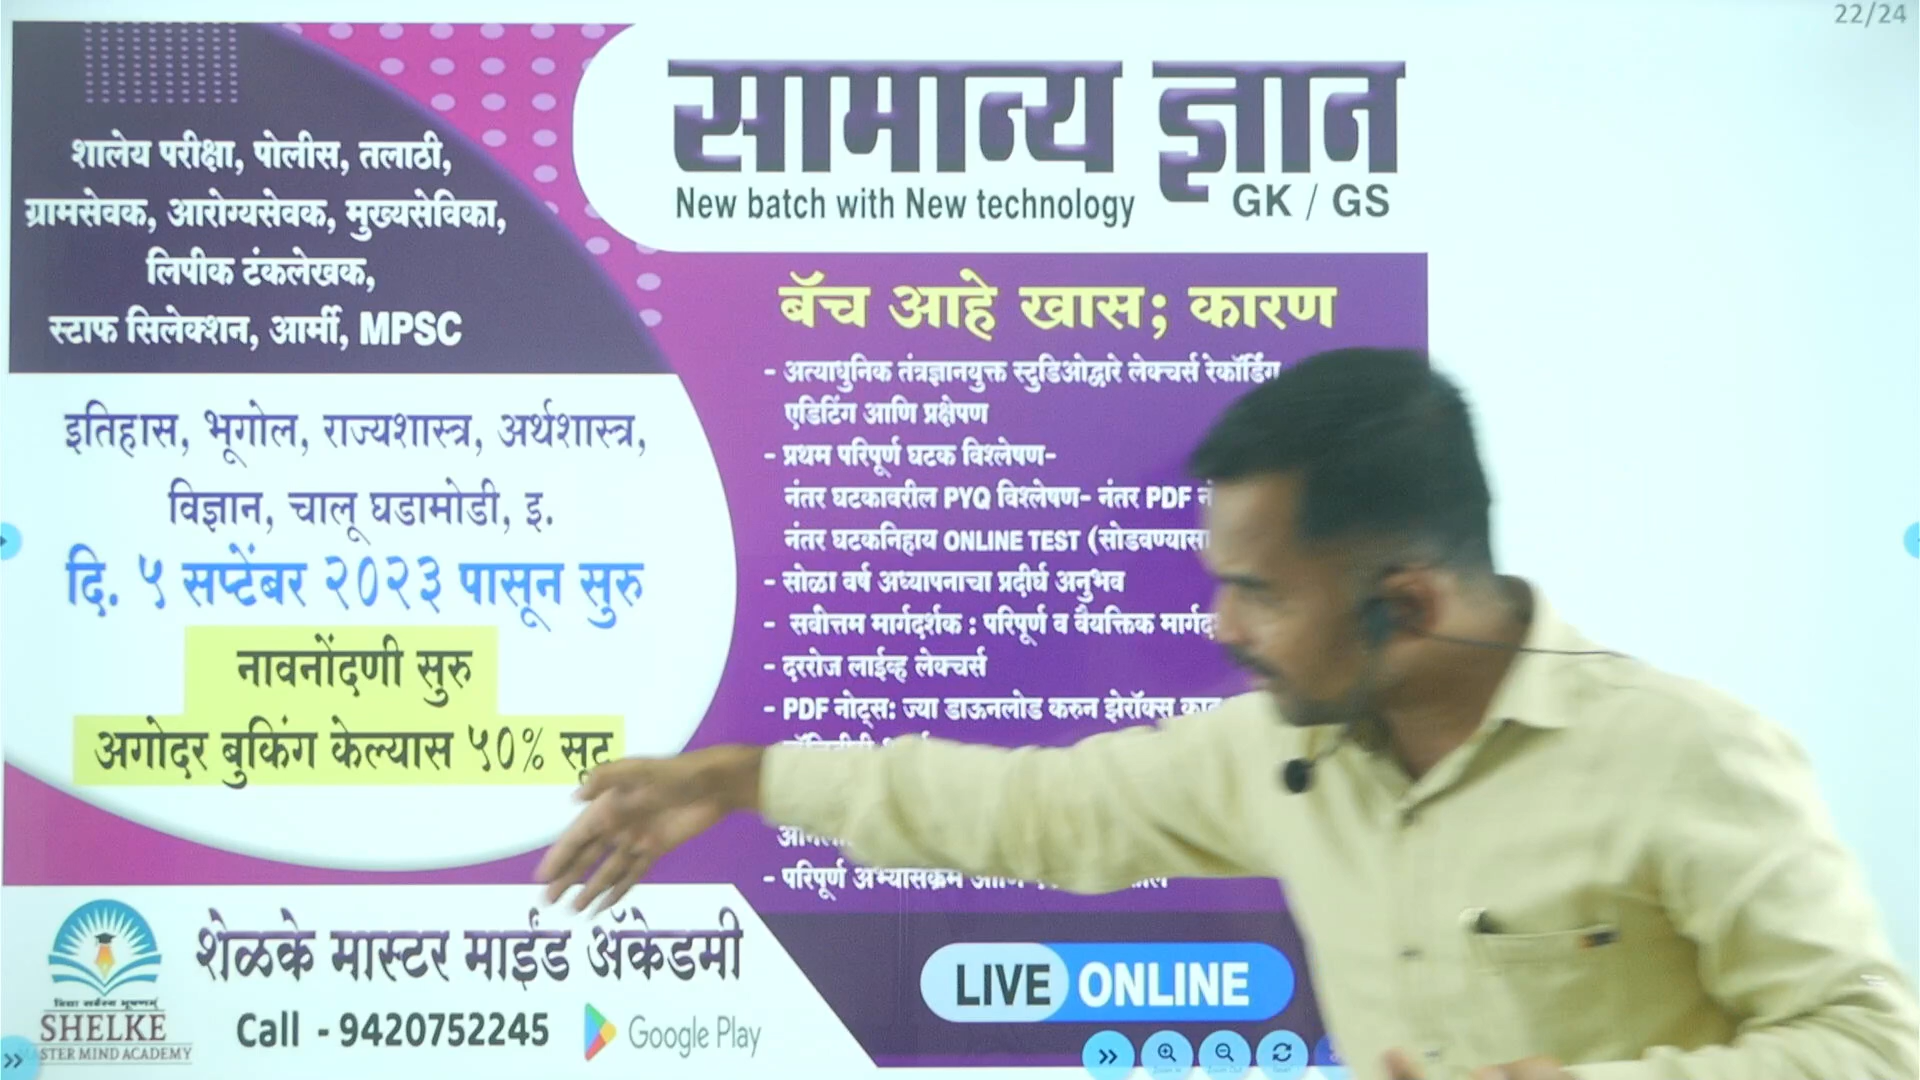 22/24
शालेय परीक्षा, पोलीस, तलाठी,
ग्रामसेवक, आरोग्यसेवक, मुख्यसेविका,
लिपीक टंकलेखक,
स्टाफ सिलेक्शन, आर्मी, MPSC
इतिहास, भूगोल, राज्यशास्त्र, अर्थशास्त्र,
विज्ञान, चालू घडामोडी, इ.
दि. ५ सप्टेंबर २०२३ पासून सुरु
नावनोंदणी सुरु
अगोदर बुकिंग केल्यास ५०% सूट
सामान्य ज्ञान
New batch with New technology GK / GS
बॅच आहे खास; कारण
- अत्याधुनिक तंत्रज्ञानयुक्त स्टुडिओद्वारे लेक्चर्स रेकॉर्डिंग
एडिटिंग आणि प्रक्षेपण
- प्रथम परिपूर्ण घटक विश्लेषण-
नंतर घटकावरील PYQ विश्लेषण- नंतर PDF
नंतर घटकनिहाय ONLINE TEST
- सोळा वर्ष अध्यापनाचा प्रदीर्घ अनुभव
- सवीत्तम मार्गदर्शक : परिपूर्ण व वैयक्तिक
- दररोज लाईव्ह लेक्चर्स
- PDF नोट्स: ज्या डाऊनलोड करुन झेरॉक्स
- परिपूर्ण अभ्यासक्रम
शेळके मास्टर माईंड ॲकेडमी
Call - 9420752245
Google Play
विद्या सर्वस्य भूषणम्
SHELKE
MASTER MIND ACADEMY
LIVE ONLINE